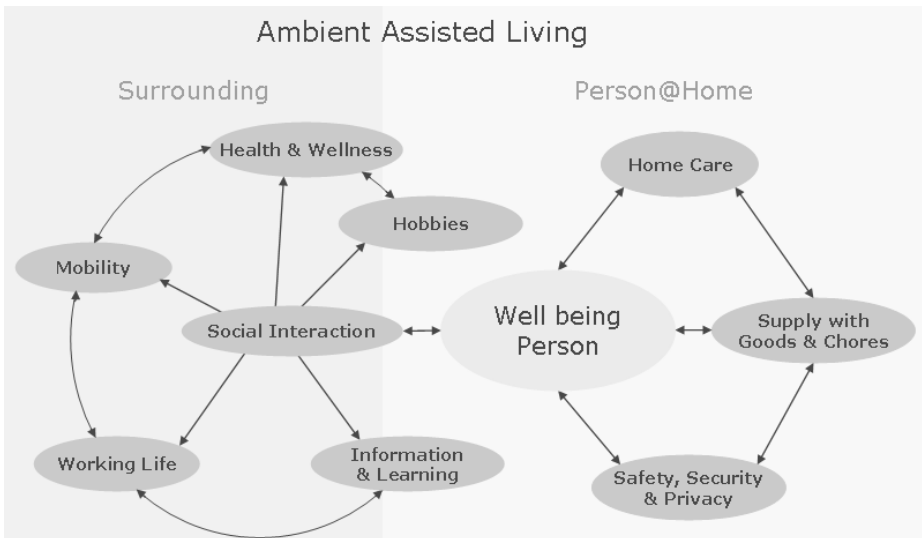 Ambient Assisted Living
Surrounding
Person@Home
Health & Wellness
Home Care
Hobbies
Mobility
Social Interaction
Well being
Person
Supply with
Goods & Chores
Working Life
Information
& Learning
Safety, Security
& Privacy